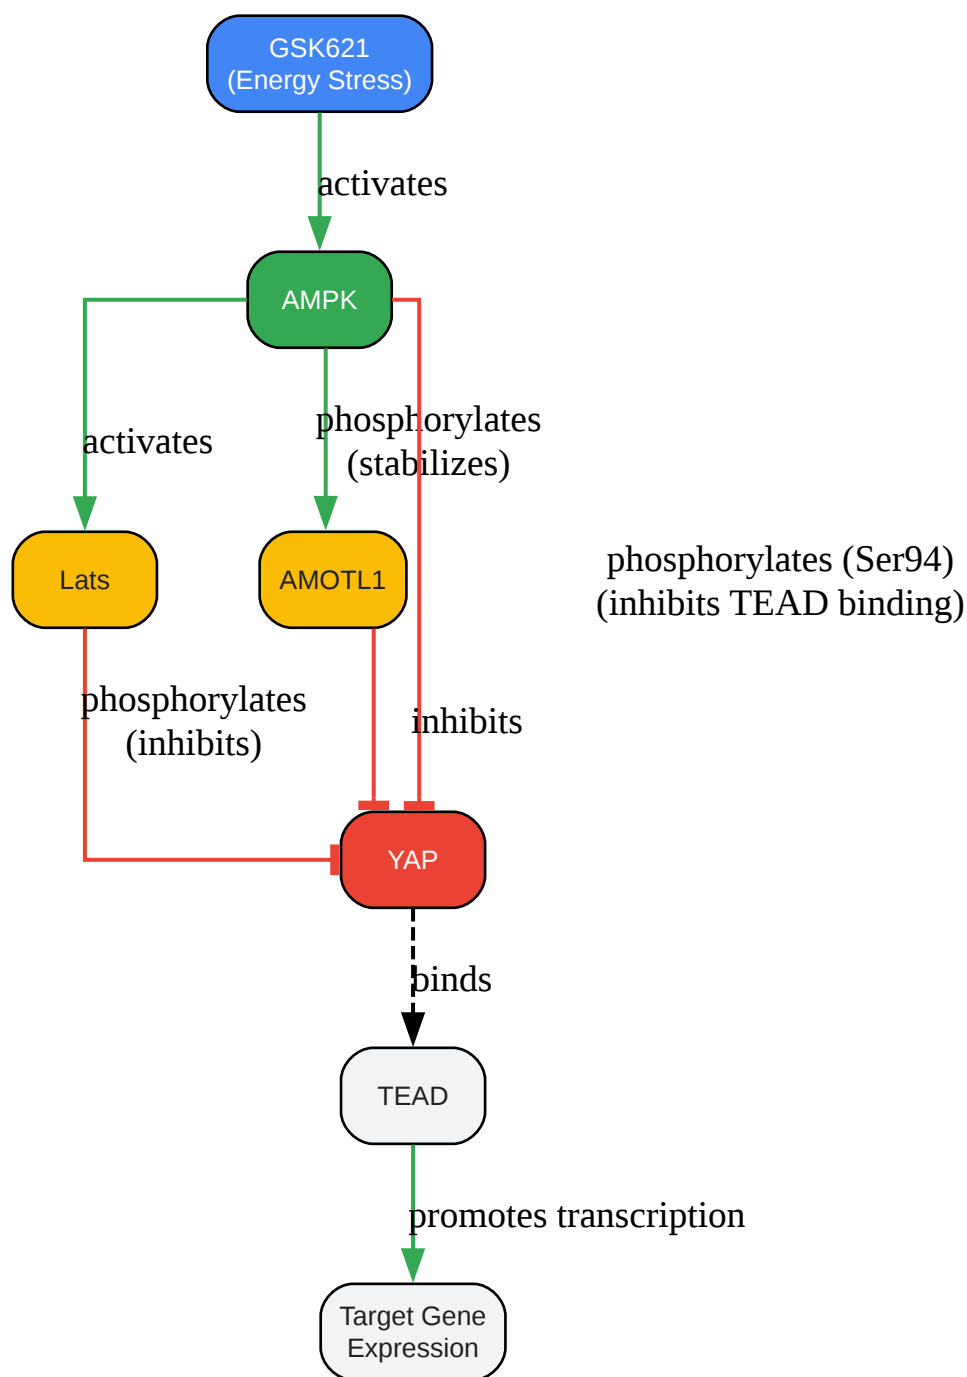 GSK621
(Energy Stress)
activates
AMPK
phosphorylates
(stabilizes)
activates
Lats
AMOTL1
phosphorylates (Ser94)
(inhibits TEAD binding)
phosphorylates
(inhibits)
inhibits
YAP
binds
TEAD
promotes transcription
Target Gene
Expression